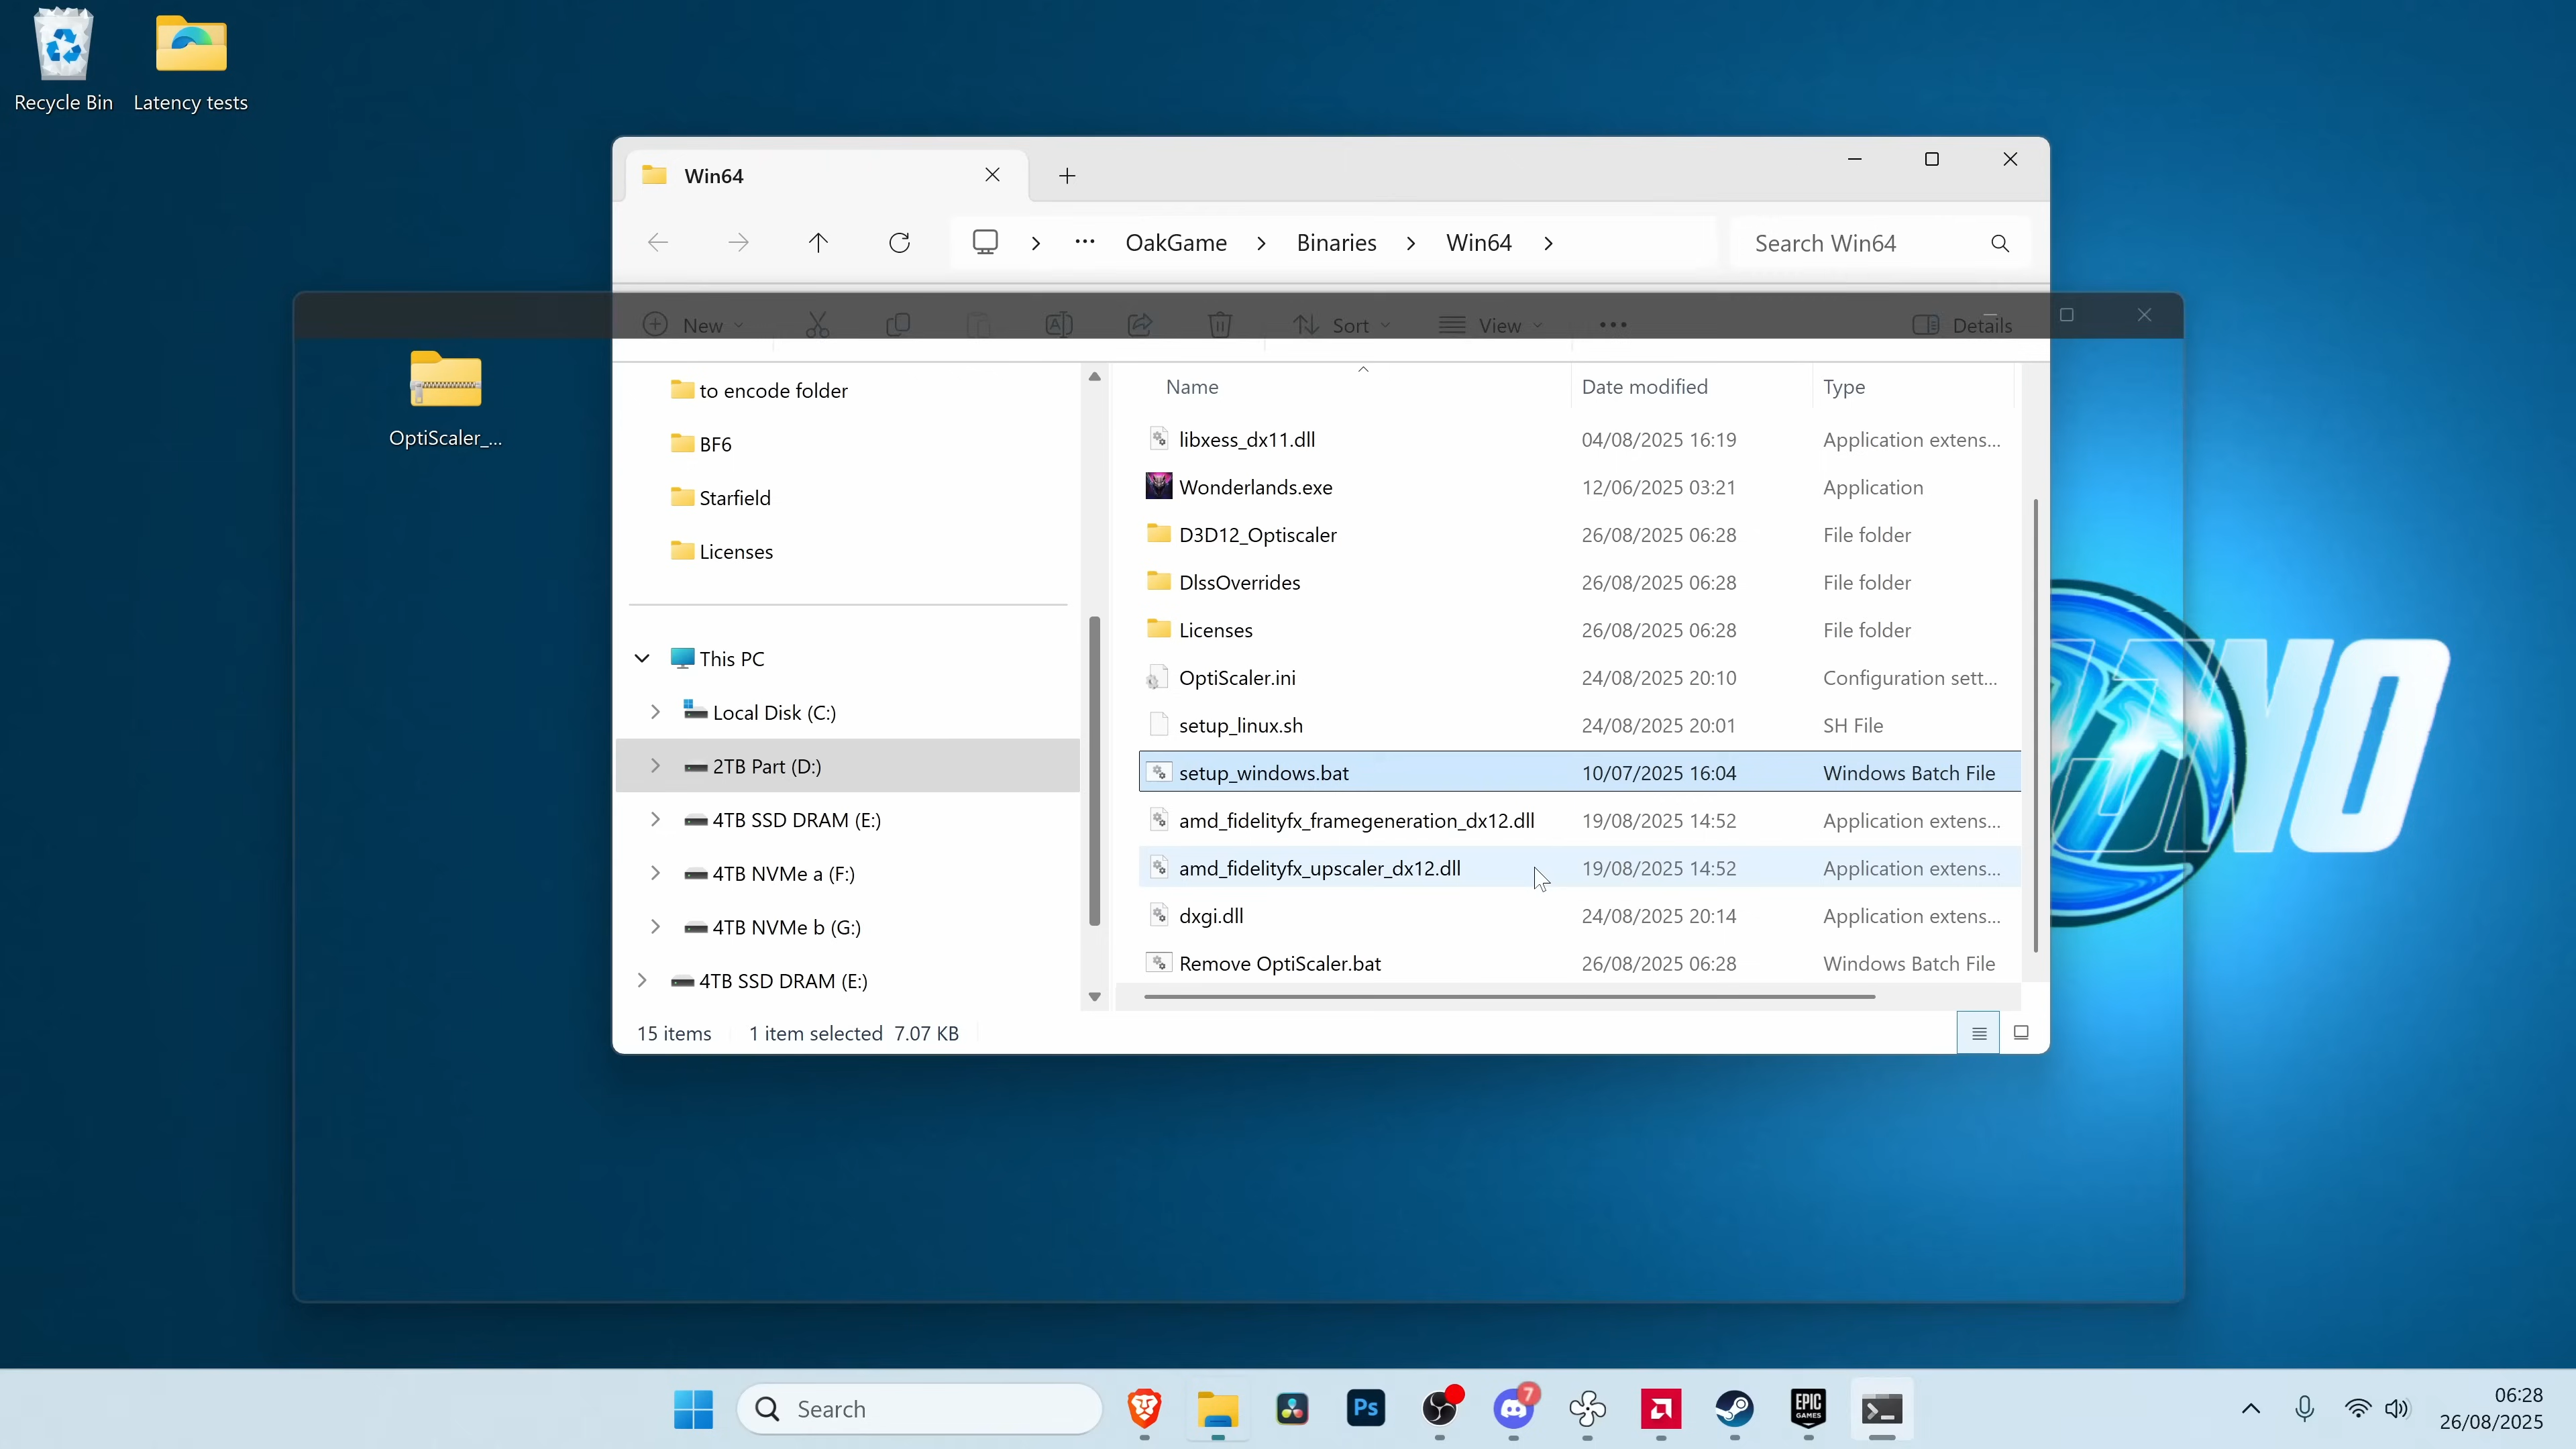 Recycle Bin
Latency tests
Win64
OakGame
Binaries
Win64
Search Win64
New
Sort
View
Details
OptiScaler_...
to encode folder
BF6
Starfield
Licenses
This PC
Local Disk (C:)
2TB Part (D:)
4TB SSD DRAM (E:)
4TB NVMe a (F:)
4TB NVMe b (G:)
4TB SSD DRAM (E:)
Name Date modified Type
libxess_dx11.dll 04/08/2025 16:19 Application extens...
Wonderlands.exe 12/06/2025 03:21 Application
D3D12_Optiscaler 26/08/2025 06:28 File folder
DlssOverrides 26/08/2025 06:28 File folder
Licenses 26/08/2025 06:28 File folder
OptiScaler.ini 24/08/2025 20:10 Configuration sett...
setup_linux.sh 24/08/2025 20:01 SH File
setup_windows.bat 10/07/2025 16:04 Windows Batch File
amd_fidelityfx_framegeneration_dx12.dll 19/08/2025 14:52 Application extens...
amd_fidelityfx_upscaler_dx12.dll 19/08/2025 14:52 Application extens...
dxgi.dll 24/08/2025 20:14 Application extens...
Remove OptiScaler.bat 26/08/2025 06:28 Windows Batch File
15 items 1 item selected 7.07 KB
Search
Ps
7
EPIC
GAMES
06:28
26/08/2025